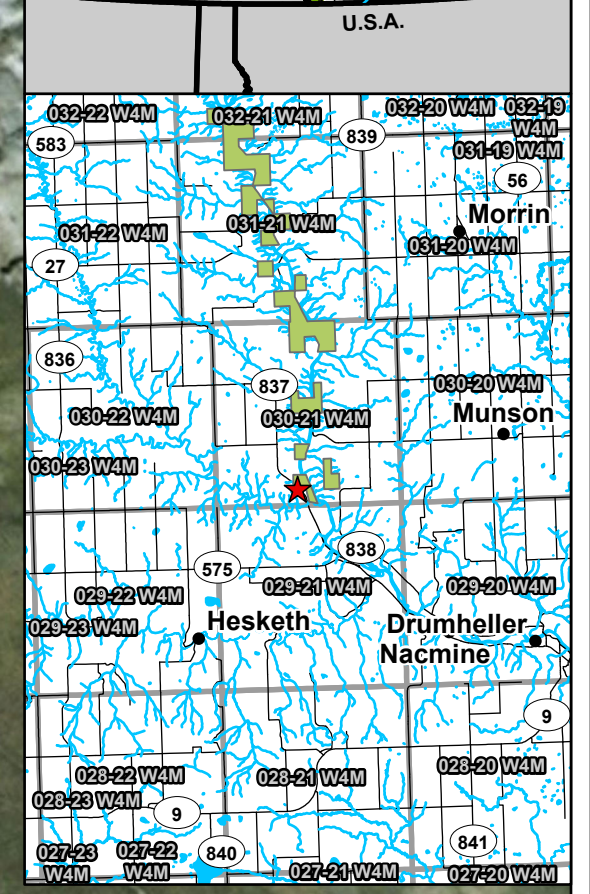 U.S.A.
032-22 W4M
032-21 W4M
032-20 W4M
032-19
W4M
583
839
031-19 W4M
56
Morrin
031-22 W4M
031-21 W4M
031-20 W4M
27
836
837
030-20 W4M
030-22 W4M
030-21 W4M
Munson
030-23 W4M
838
575
029-22 W4M
029-21 W4M
029-20 W4M
029-23 W4M
Hesketh
Drumheller
Nacmine
9
028-22 W4M
028-21 W4M
028-20 W4M
028-23 W4M
9
841
027-23
W4M
027-22
W4M
840
027-21 W4M
027-20 W4M